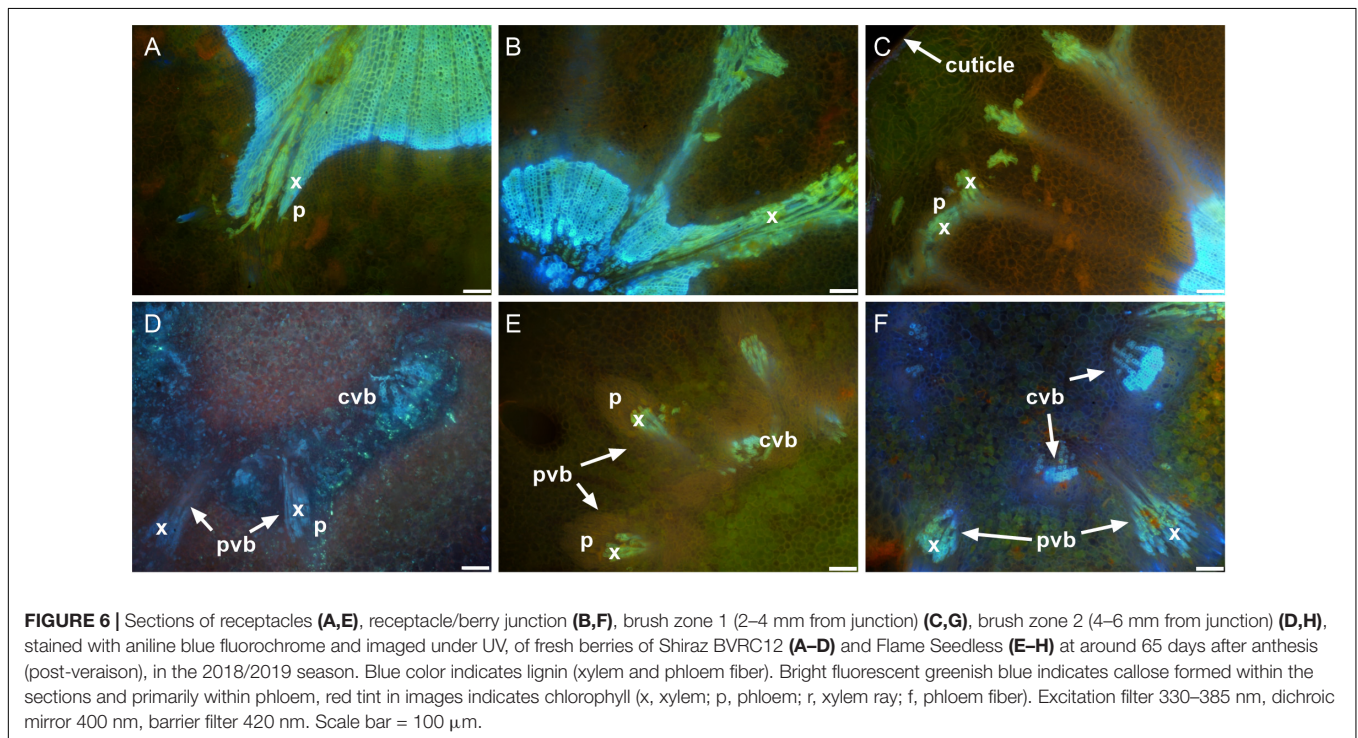 A
x
p
B
x
C
cuticle
x
p
x
D
cvb
x
x
pvb
p
E
p
x
cvb
pvb
p
x
F
cvb
x
pvb
x
FIGURE 6 | Sections of receptacles (A,E), receptacle/berry junction (B,F), brush zone 1 (2–4 mm from junction) (C,G), brush zone 2 (4–6 mm from junction) (D,H),
stained with aniline blue fluorochrome and imaged under UV, of fresh berries of Shiraz BVRC12 (A–D) and Flame Seedless (E–H) at around 65 days after anthesis
(post-veraison), in the 2018/2019 season. Blue color indicates lignin (xylem and phloem fiber). Bright fluorescent greenish blue indicates callose formed within the
sections and primarily within phloem, red tint in images indicates chlorophyll (x, xylem; p, phloem; r, xylem ray; f, phloem fiber). Excitation filter 330–385 nm, dichroic
mirror 400 nm, barrier filter 420 nm. Scale bar = 100 μm.